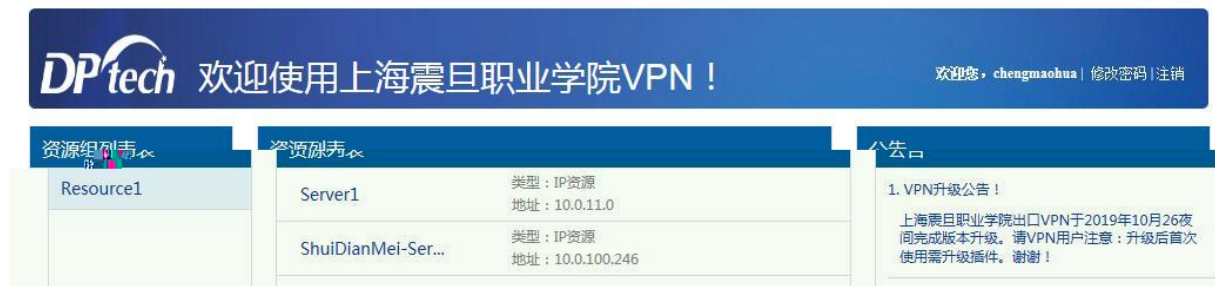 DPtech 欢迎使用上海震旦职业学院VPN！
欢迎您，chengmaohua | 修改密码 | 注销
资源组列表
资源列表
公告
Resource1
Server1
类型：IP资源
地址：10.0.11.0
ShuiDianMei-Ser...
类型：IP资源
地址：10.0.100.246
1. VPN升级公告！
上海震旦职业学院出口VPN于2019年10月26夜
间完成版本升级。请VPN用户注意：升级后首次
使用需升级插件。谢谢！